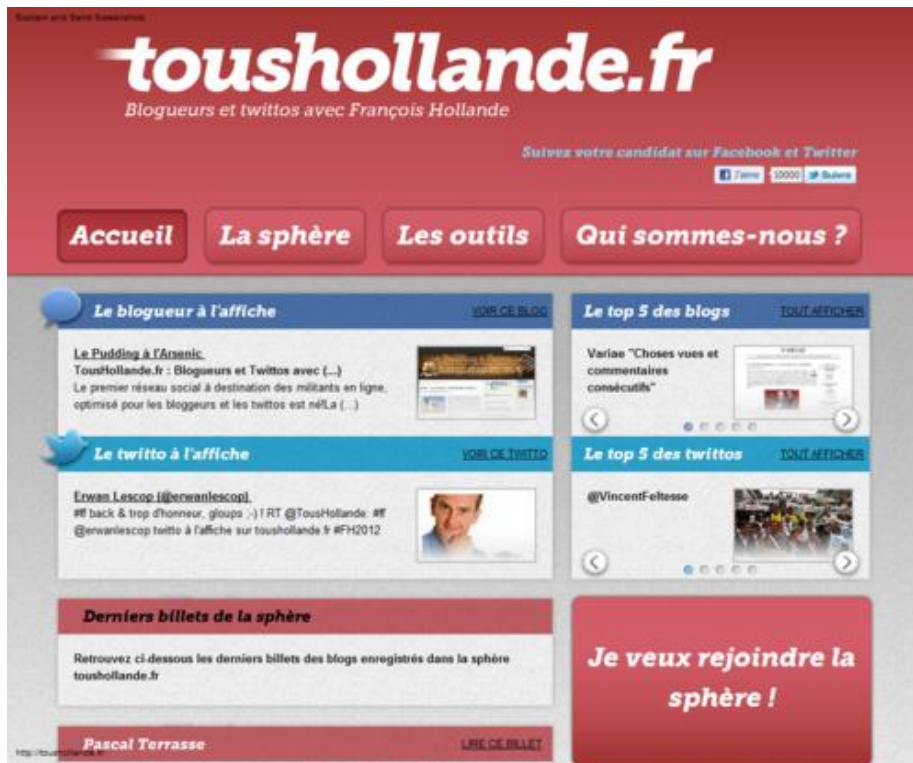 toushollande.fr
Blogueurs et twittos avec François Hollande
Suivez votre candidat sur Facebook et Twitter
J'aime 10000 Suivre
Accueil La sphère Les outils Qui sommes-nous ?
Le blogueur à l'affiche VOIR CE BLOG
Le Pudding à l'Arsenic
TousHollande.fr : Blogueurs et Twittos avec (...)
Le premier réseau social à destination des militants en ligne,
optimisé pour les bloggeurs et les twittos est né!La (...)
Le top 5 des blogs TOUT AFFICHER
Variae "Choses vues et
commentaires
consécutifs"
Le twitto à l'affiche VOIR CE TWITTO
Erwan Lescop (@erwanlescop)
#ff back & trop d'honneur, gloups ;-) ! RT @TousHollande: #ff
@erwanlescop twitto à l'affiche sur toushollande.fr #FH2012
Le top 5 des twittos TOUT AFFICHER
@VincentFeltesse
Derniers billets de la sphère
Retrouvez ci-dessous les derniers billets des blogs enregistrés dans la sphère
toushollande.fr
Je veux rejoindre la
sphère !
Pascal Terrasse LIRE CE BILLET